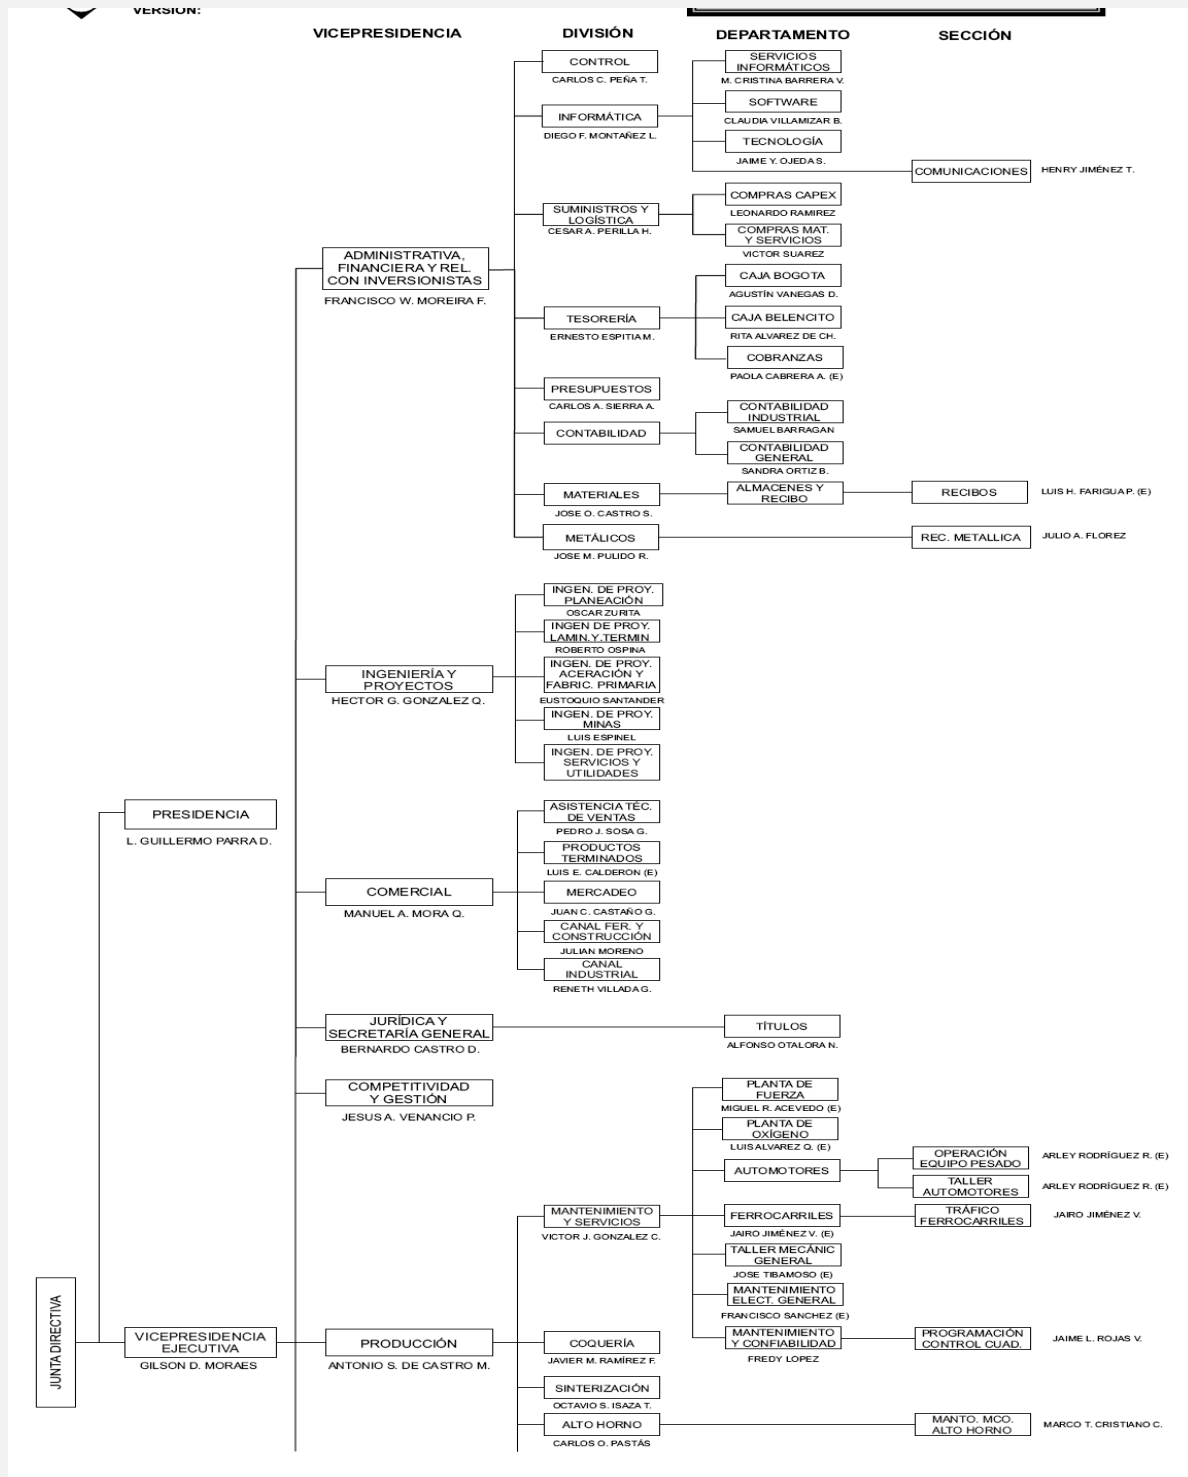 VERSIÓN:
VICEPRESIDENCIA
DIVISIÓN
DEPARTAMENTO
SECCIÓN
CONTROL
CARLOS C. PEÑA T.
INFORMÁTICA
DIEGO F. MONTAÑEZ L.
SERVICIOS
INFORMÁTICOS
M. CRISTINA BARRERA V.
SOFTWARE
CLAUDIA VILLAMIZAR B.
TECNOLOGÍA
JAIME Y. OJEDA S.
COMUNICACIONES
HENRY JIMÉNEZ T.
SUMINISTROS Y
LOGÍSTICA
CESAR A. PERILLA H.
COMPRAS CAPEX
LEONARDO RAMIREZ
COMPRAS MAT.
Y SERVICIOS
VICTOR SUAREZ
ADMINISTRATIVA,
FINANCIERA Y REL.
CON INVERSIONISTAS
FRANCISCO W. MOREIRA F.
TESORERÍA
ERNESTO ESPITIA M.
CAJA BOGOTA
AGUSTÍN VANEGAS D.
CAJA BELENCITO
RITA ALVAREZ DE CH.
COBRANZAS
PAOLA CABRERA A. (E)
PRESUPUESTOS
CARLOS A. SIERRA A.
CONTABILIDAD
CONTABILIDAD
INDUSTRIAL
SAMUEL BARRAGAN
CONTABILIDAD
GENERAL
SANDRA ORTIZ B.
MATERIALES
JOSE O. CASTRO S.
ALMACENES Y
RECIBO
RECIBOS
LUIS H. FARIGUA P. (E)
METÁLICOS
JOSE M. PULIDO R.
REC. METALLICA
JULIO A. FLOREZ
INGENIERÍA Y
PROYECTOS
HECTOR G. GONZALEZ Q.
INGEN. DE PROY.
PLANEACIÓN
OSCAR ZURITA
INGEN DE PROY.
LAMIN.Y.TERMIN
ROBERTO OSPINA
INGEN. DE PROY.
ACERACIÓN Y
FABRIC. PRIMARIA
EUSTOQUIO SANTANDER
INGEN. DE PROY.
MINAS
LUIS ESPINEL
INGEN. DE PROY.
SERVICIOS Y
UTILIDADES
PRESIDENCIA
L. GUILLERMO PARRA D.
COMERCIAL
MANUEL A. MORA Q.
ASISTENCIA TÉC.
DE VENTAS
PEDRO J. SOSA G.
PRODUCTOS
TERMINADOS
LUIS E. CALDERON (E)
MERCADEO
JUAN C. CASTAÑO G.
CANAL FER. Y
CONSTRUCCIÓN
JULIAN MORENO
CANAL
INDUSTRIAL
RENETH VILLADA G.
JURÍDICA Y
SECRETARÍA GENERAL
BERNARDO CASTRO D.
TÍTULOS
ALFONSO OTALORA N.
COMPETITIVIDAD
Y GESTIÓN
JESUS A. VENANCIO P.
PLANTA DE
FUERZA
MIGUEL R. ACEVEDO (E)
PLANTA DE
OXÍGENO
LUIS ALVAREZ Q. (E)
AUTOMOTORES
OPERACIÓN
EQUIPO PESADO
ARLEY RODRÍGUEZ R. (E)
TALLER
AUTOMOTORES
ARLEY RODRÍGUEZ R. (E)
MANTENIMIENTO
Y SERVICIOS
VICTOR J. GONZALEZ C.
FERROCARRILES
JAIRO JIMÉNEZ V. (E)
TRÁFICO
FERROCARRILES
JAIRO JIMÉNEZ V.
TALLER MECÁNIC
GENERAL
JOSE TIBAMOSO (E)
MANTENIMIENTO
ELECT. GENERAL
FRANCISCO SANCHEZ (E)
MANTENIMIENTO
Y CONFIABILIDAD
FREDY LOPEZ
PROGRAMACIÓN
CONTROL CUAD.
JAIME L. ROJAS V.
JUNTA DIRECTIVA
VICEPRESIDENCIA
EJECUTIVA
GILSON D. MORAES
PRODUCCIÓN
ANTONIO S. DE CASTRO M.
COQUERÍA
JAVIER M. RAMÍREZ F.
SINTERIZACIÓN
OCTAVIO S. ISAZA T.
ALTO HORNO
CARLOS O. PASTÁS
MANTO. MCO.
ALTO HORNO
MARCO T. CRISTIANO C.